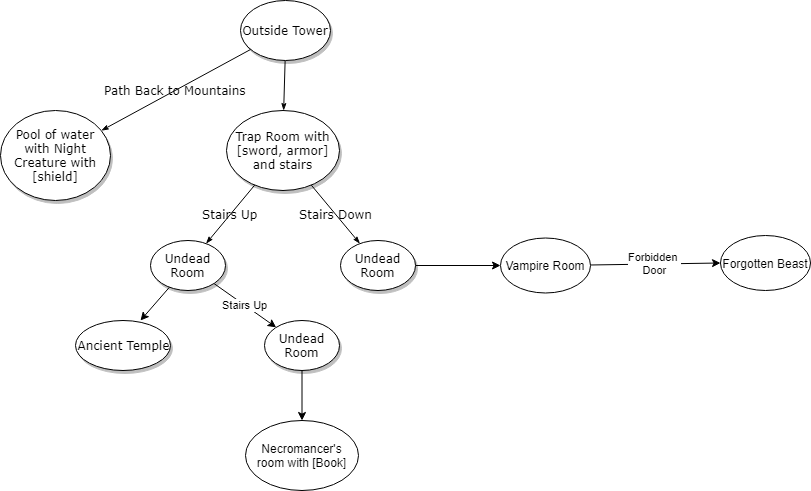 Outside Tower
Path Back to Mountains
Pool of water
with Night
Creature with
[shield]
Trap Room with
[sword, armor]
and stairs
Stairs Up
Stairs Down
Undead
Room
Undead
Room
Vampire Room
Forbidden
Door
Forgotten Beast
Stairs Up
Ancient Temple
Undead
Room
Necromancer's
room with [Book]